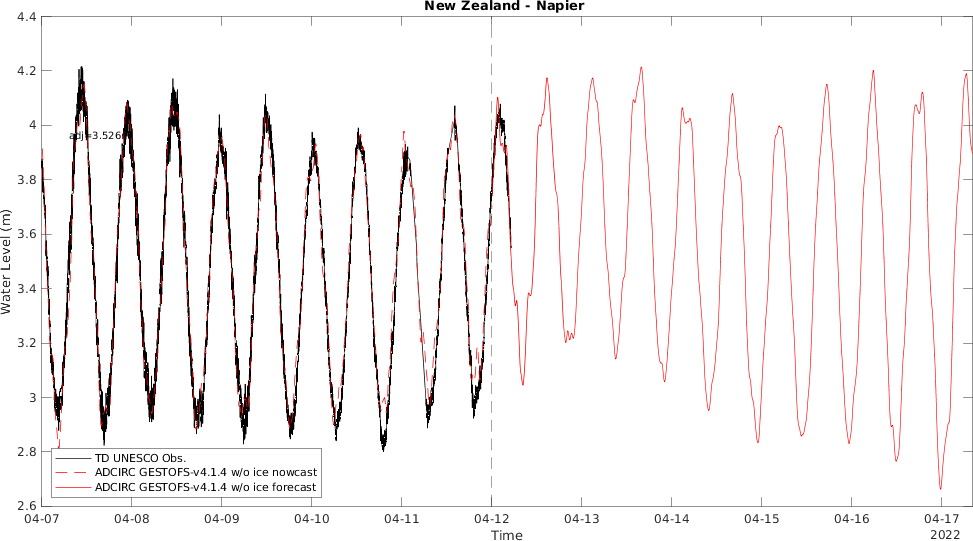 New Zealand - Napier
4.4
4.2
4
3.8
3.6
3.4
3.2
3
2.8
2.6
Water Level (m)
adj=3.526m
TD UNESCO Obs.
ADCIRC GESTOFS-v4.1.4 w/o ice nowcast
ADCIRC GESTOFS-v4.1.4 w/o ice forecast
04-07 04-08 04-09 04-10 04-11 04-12 04-13 04-14 04-15 04-16 04-17
Time 2022